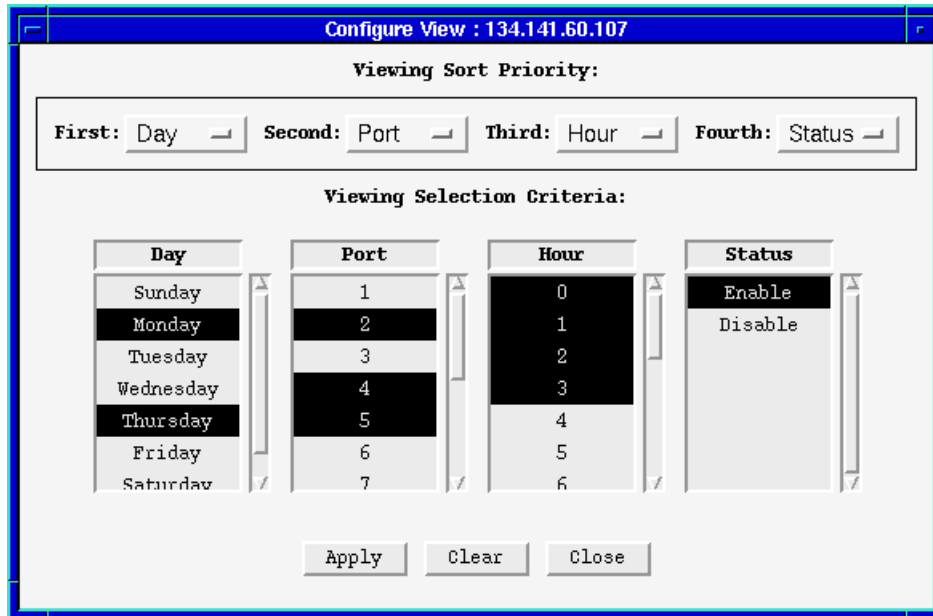 Configure View : 134.141.60.107
Viewing Sort Priority:
First: Day Second: Port Third: Hour Fourth: Status
Viewing Selection Criteria:
Day Port Hour Status
Sunday 1 0 Enable
Monday 2 1 Disable
Tuesday 3 2
Wednesday 4 3
Thursday 5 4
Friday 6 5
Saturday 7 6
Apply Clear Close